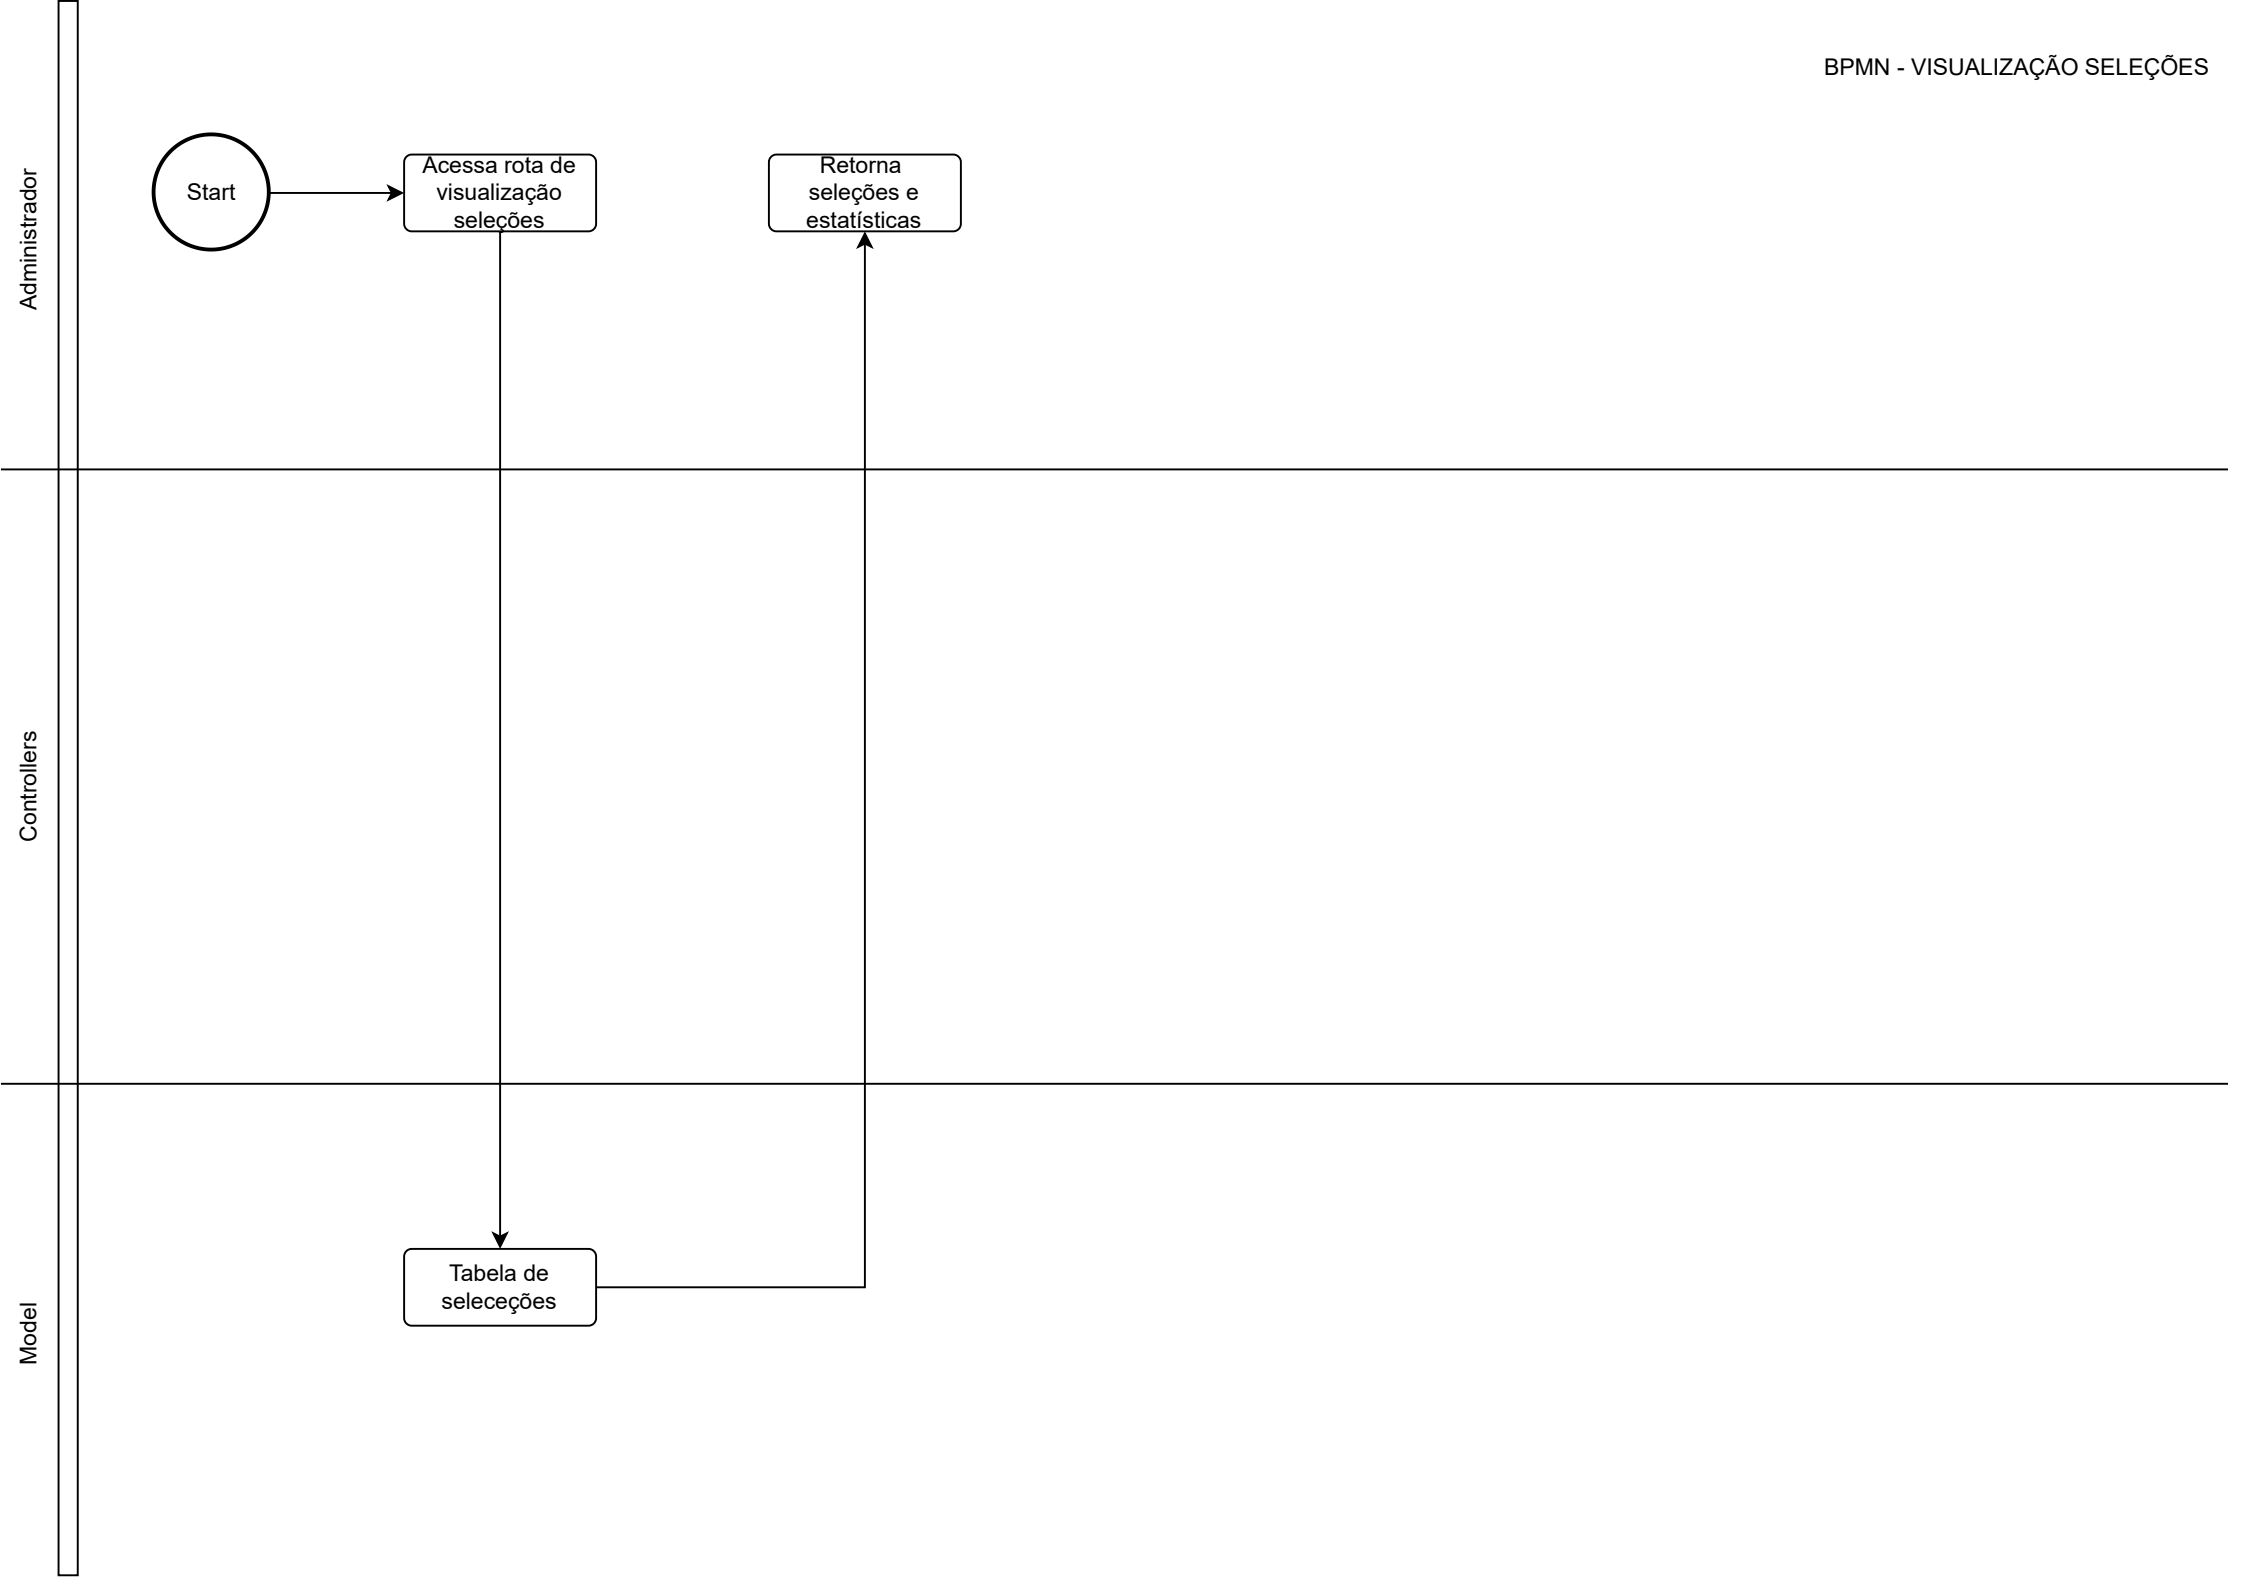 BPMN - VISUALIZAÇÃO SELEÇÕES
Administrador
Start
Acessa rota de
visualização
seleções
Retorna
seleções e
estatísticas
Controllers
Model
Tabela de
seleceções